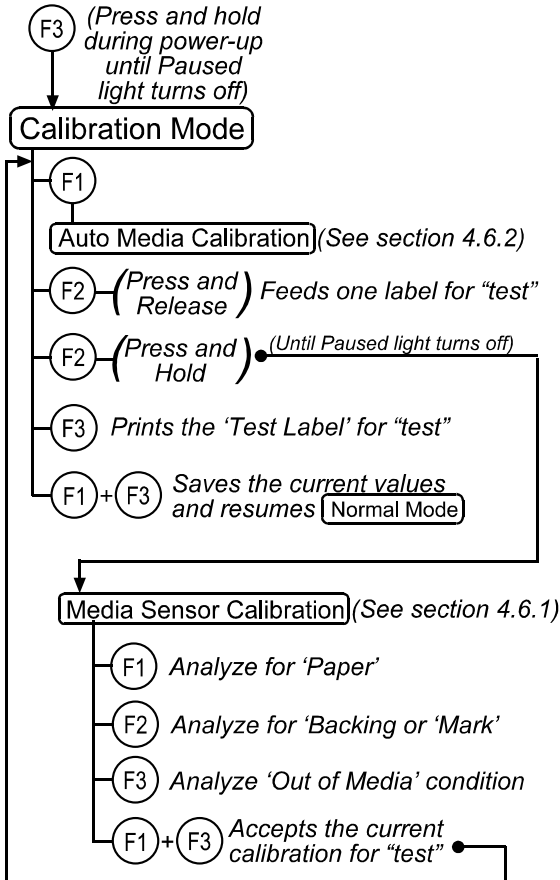 F3 (Press and hold
during power-up
until Paused
light turns off)
Calibration Mode
F1
Auto Media Calibration (See section 4.6.2)
F2 (Press and Release) Feeds one label for “test”
F2 (Press and Hold) (Until Paused light turns off)
F3 Prints the ‘Test Label’ for “test”
F1 + F3 Saves the current values
and resumes Normal Mode
Media Sensor Calibration (See section 4.6.1)
F1 Analyze for ‘Paper’
F2 Analyze for ‘Backing or ‘Mark’
F3 Analyze ‘Out of Media’ condition
F1 + F3 Accepts the current
calibration for “test”